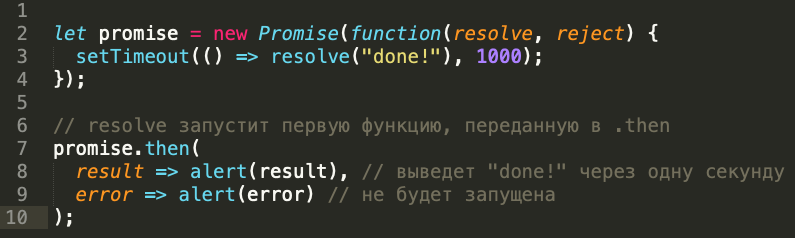 1
2 let promise = new Promise(function(resolve, reject) {
3   setTimeout(() => resolve("done!"), 1000);
4 });
5
6 // resolve запустит первую функцию, переданную в .then
7 promise.then(
8   result => alert(result), // выведет "done!" через одну секунду
9   error => alert(error) // не будет запущена
10 );